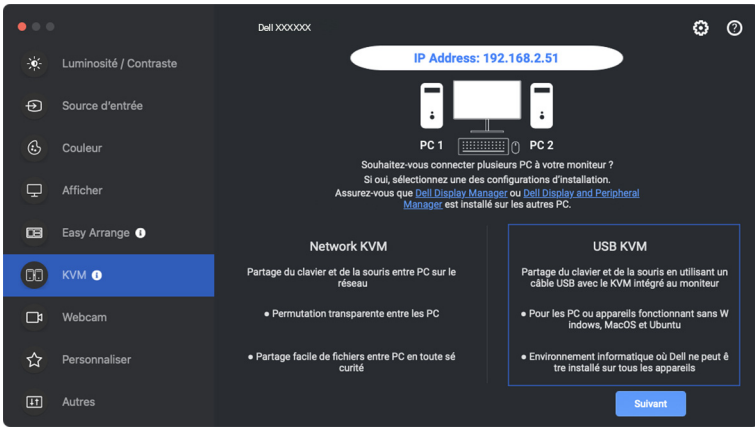 Dell XXXXXX
Luminosité / Contraste
Source d'entrée
Couleur
Afficher
Easy Arrange
KVM
Webcam
Personnaliser
Autres
IP Address: 192.168.2.51
PC 1
PC 2
Souhaitez-vous connecter plusieurs PC à votre moniteur ?
Si oui, sélectionnez une des configurations d'installation.
Assurez-vous que Dell Display Manager ou Dell Display and Peripheral
Manager est installé sur les autres PC.
Network KVM
Partage du clavier et de la souris entre PC sur le
réseau
• Permutation transparente entre les PC
• Partage facile de fichiers entre PC en toute sé
curité
USB KVM
Partage du clavier et de la souris en utilisant un
câble USB avec le KVM intégré au moniteur
• Pour les PC ou appareils fonctionnant sans W
indows, MacOS et Ubuntu
• Environnement informatique où Dell ne peut ê
tre installé sur tous les appareils
Suivant